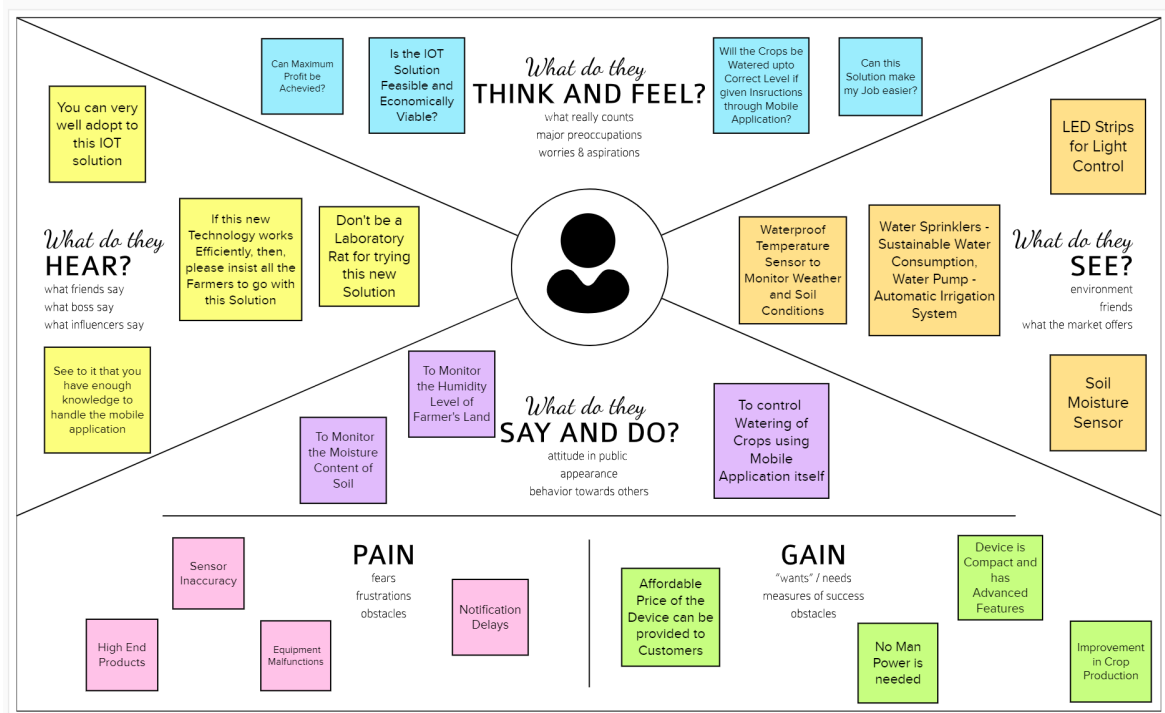 Can Maximum
Profit be
Achevied?
Is the IOT
Solution
Feasible and
Economically
Viable?
What do they
THINK AND FEEL?
what really counts
major preoccupations
worries & aspirations
Will the Crops be
Watered upto
Correct Level if
given Insructions
through Mobile
Application?
Can this
Solution make
my Job easier?
You can very
well adopt to
this IOT
solution
If this new
Technology works
Efficiently, then,
please insist all the
Farmers to go with
this Solution
Don't be a
Laboratory
Rat for trying
this new
Solution
What do they
HEAR?
what friends say
what boss say
what influencers say
See to it that you
have enough
knowledge to
handle the mobile
application
LED Strips
for Light
Control
Waterproof
Temperature
Sensor to
Monitor Weather
and Soil
Conditions
Water Sprinklers -
Sustainable Water
Consumption,
Water Pump -
Automatic Irrigation
System
What do they
SEE?
environment
friends
what the market offers
Soil
Moisture
Sensor
To Monitor
the Humidity
Level of
Farmer's Land
To Monitor
the Moisture
Content of
Soil
What do they
SAY AND DO?
attitude in public
appearance
behavior towards others
To control
Watering of
Crops using
Mobile
Application itself
PAIN
fears
frustrations
obstacles
Sensor
Inaccuracy
Notification
Delays
High End
Products
Equipment
Malfunctions
GAIN
"wants" / needs
measures of success
obstacles
Affordable
Price of the
Device can be
provided to
Customers
Device is
Compact and
has
Advanced
Features
No Man
Power is
needed
Improvement
in Crop
Production